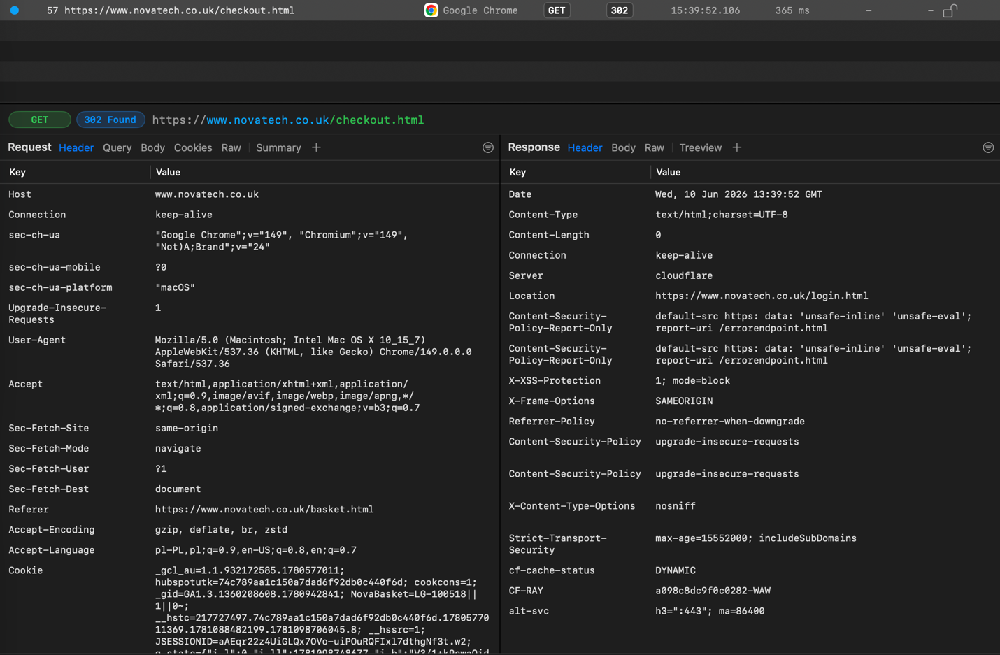 57 https://www.novatech.co.uk/checkout.html Google Chrome GET 302 15:39:52.106 365 ms – –
GET 302 Found https://www.novatech.co.uk/checkout.html
Request Header Query Body Cookies Raw Summary +
Key Value
Host www.novatech.co.uk
Connection keep-alive
sec-ch-ua "Google Chrome";v="149", "Chromium";v="149",
"Not)A;Brand";v="24"
sec-ch-ua-mobile ?0
sec-ch-ua-platform "macOS"
Upgrade-Insecure- 1
Requests
User-Agent Mozilla/5.0 (Macintosh; Intel Mac OS X 10_15_7)
AppleWebKit/537.36 (KHTML, like Gecko) Chrome/149.0.0.0
Safari/537.36
Accept text/html,application/xhtml+xml,application/
xml;q=0.9,image/avif,image/webp,image/apng,*/
*;q=0.8,application/signed-exchange;v=b3;q=0.7
Sec-Fetch-Site same-origin
Sec-Fetch-Mode navigate
Sec-Fetch-User ?1
Sec-Fetch-Dest document
Referer https://www.novatech.co.uk/basket.html
Accept-Encoding gzip, deflate, br, zstd
Accept-Language pl-PL,pl;q=0.9,en-US;q=0.8,en;q=0.7
Cookie _gcl_au=1.1.932172585.1780577011;
hubspotutk=74c789aa1c150a7dad6f92db0c440f6d; cookcons=1;
_gid=GA1.3.1360208608.1780942841; NovaBasket=LG-100518||
1||0~;
__hstc=217727497.74c789aa1c150a7dad6f92db0c440f6d.17805770
11369.1781088482199.1781098706045.8; __hssrc=1;
JSESSIONID=aAEqr22z4UiGLQx7OVo-uiPOuRQFIxl7dthgNf3t.w2;
Response Header Body Raw Treeview +
Key Value
Date Wed, 10 Jun 2026 13:39:52 GMT
Content-Type text/html;charset=UTF-8
Content-Length 0
Connection keep-alive
Server cloudflare
Location https://www.novatech.co.uk/login.html
Content-Security- default-src https: data: 'unsafe-inline' 'unsafe-eval';
Policy-Report-Only report-uri /errorendpoint.html
Content-Security- default-src https: data: 'unsafe-inline' 'unsafe-eval';
Policy-Report-Only report-uri /errorendpoint.html
X-XSS-Protection 1; mode=block
X-Frame-Options SAMEORIGIN
Referrer-Policy no-referrer-when-downgrade
Content-Security-Policy upgrade-insecure-requests
Content-Security-Policy upgrade-insecure-requests
X-Content-Type-Options nosniff
Strict-Transport- max-age=15552000; includeSubDomains
Security
cf-cache-status DYNAMIC
CF-RAY a098c8dc9f0c0282-WAW
alt-svc h3=":443"; ma=86400